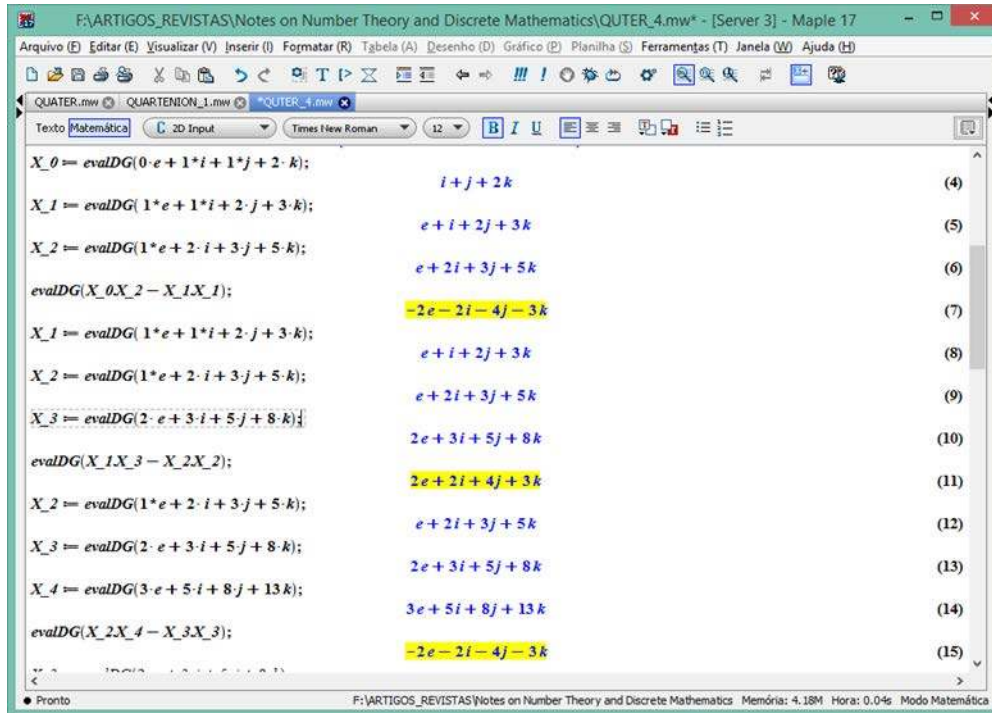 F:\ARTIGOS_REVISTAS\Notes on Number Theory and Discrete Mathematics\QUTER_4.mw* - [Server 3] - Maple 17
Arquivo (F) Editar (E) Visualizar (V) Inserir (I) Formatar (R) Tabela (A) Desenho (D) Gráfico (P) Planilha (S) Ferramentas (T) Janela (W) Ajuda (H)
QUATER.mw QUARTENION_1.mw *QUTER_4.mw
Texto Matemática C 2D Input Times New Roman 12 B I U
X_0 := evalDG(0·e + 1*i + 1*j + 2·k);
i + j + 2k (4)
X_1 := evalDG( 1*e + 1*i + 2·j + 3·k);
e + i + 2j + 3k (5)
X_2 := evalDG(1*e + 2·i + 3·j + 5·k);
e + 2i + 3j + 5k (6)
evalDG(X_0X_2 − X_1X_1);
−2e − 2i − 4j − 3k (7)
X_1 := evalDG( 1*e + 1*i + 2·j + 3·k);
e + i + 2j + 3k (8)
X_2 := evalDG(1*e + 2·i + 3·j + 5·k);
e + 2i + 3j + 5k (9)
X_3 := evalDG(2·e + 3·i + 5·j + 8·k);
2e + 3i + 5j + 8k (10)
evalDG(X_1X_3 − X_2X_2);
2e + 2i + 4j + 3k (11)
X_2 := evalDG(1*e + 2·i + 3·j + 5·k);
e + 2i + 3j + 5k (12)
X_3 := evalDG(2·e + 3·i + 5·j + 8·k);
2e + 3i + 5j + 8k (13)
X_4 := evalDG(3·e + 5·i + 8·j + 13k);
3e + 5i + 8j + 13k (14)
evalDG(X_2X_4 − X_3X_3);
−2e − 2i − 4j − 3k (15)
Pronto F:\ARTIGOS_REVISTAS\Notes on Number Theory and Discrete Mathematics Memória: 4.18M Hora: 0.04s Modo Matemática